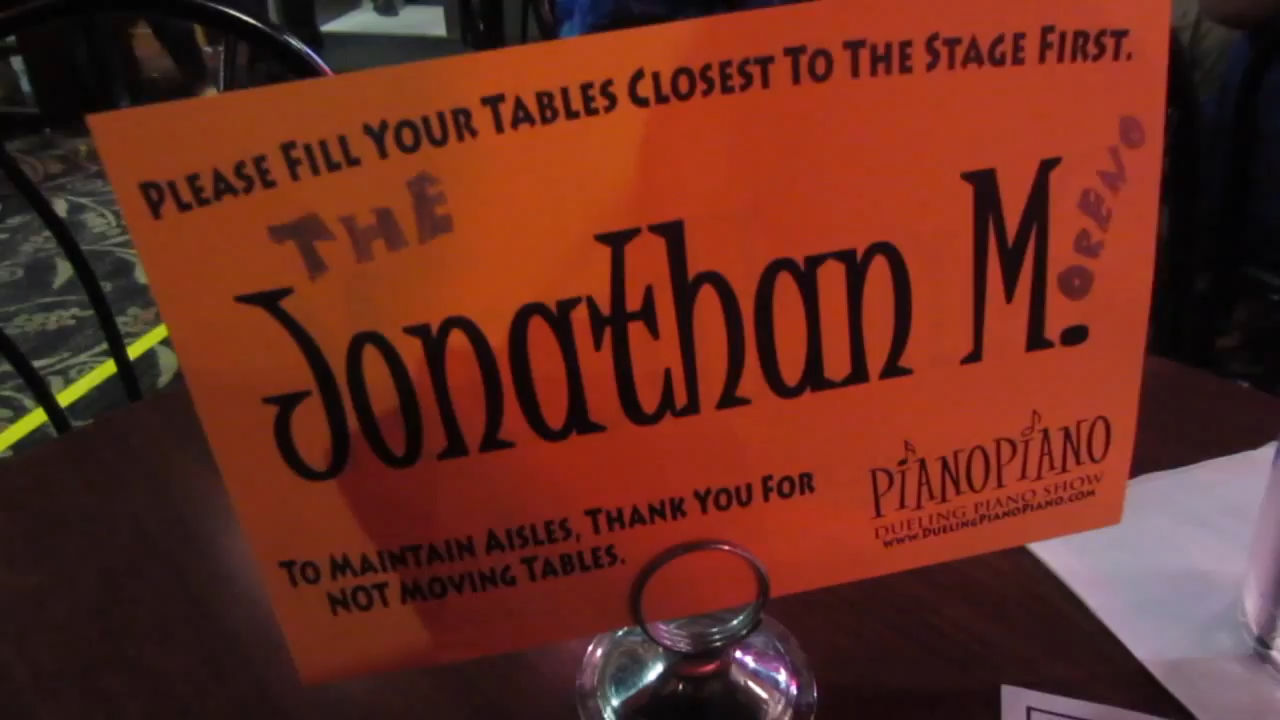 PLEASE FILL YOUR TABLES CLOSEST TO THE STAGE FIRST.
THE
Jonathan M.
ORENO
TO MAINTAIN AISLES, THANK YOU FOR
NOT MOVING TABLES.
PIANOPIANO
DUELING PIANO SHOW
WWW.DUELINGPIANOPIANO.COM